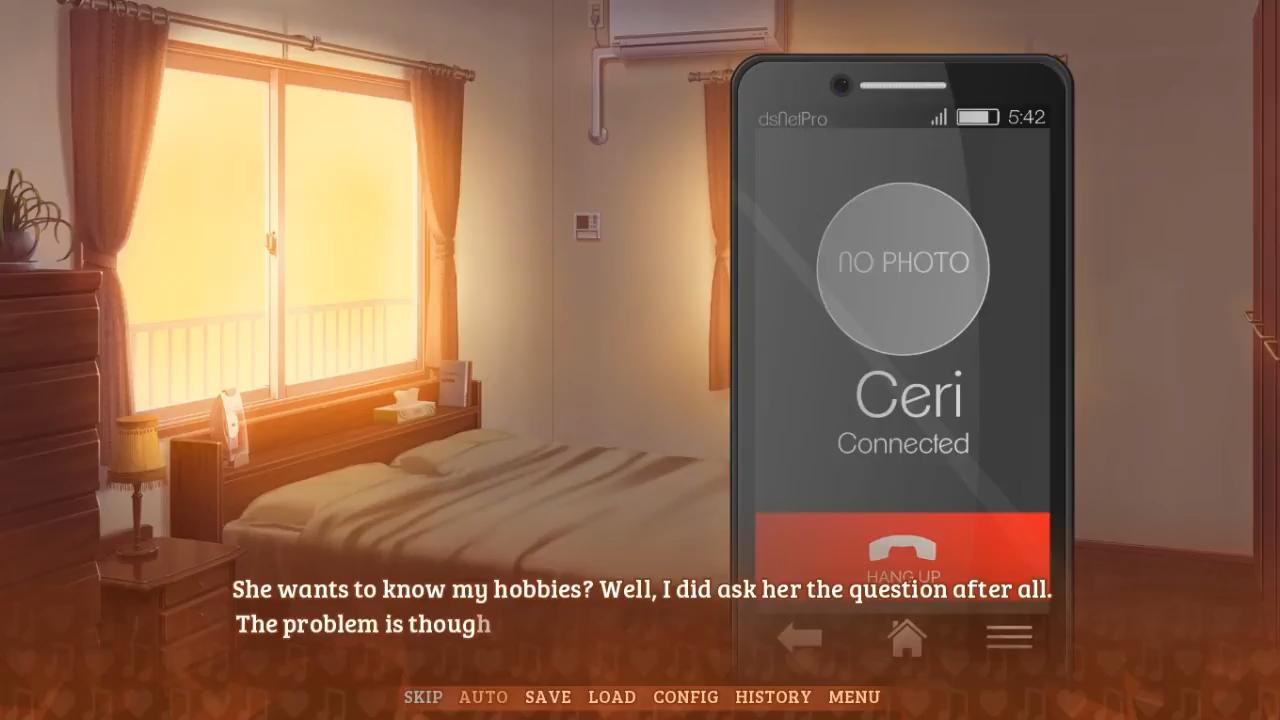 dsNetPro
5:42
NO PHOTO
Ceri
Connected
HANG UP
She wants to know my hobbies? Well, I did ask her the question after all.
The problem is though
SKIP AUTO SAVE LOAD CONFIG HISTORY MENU